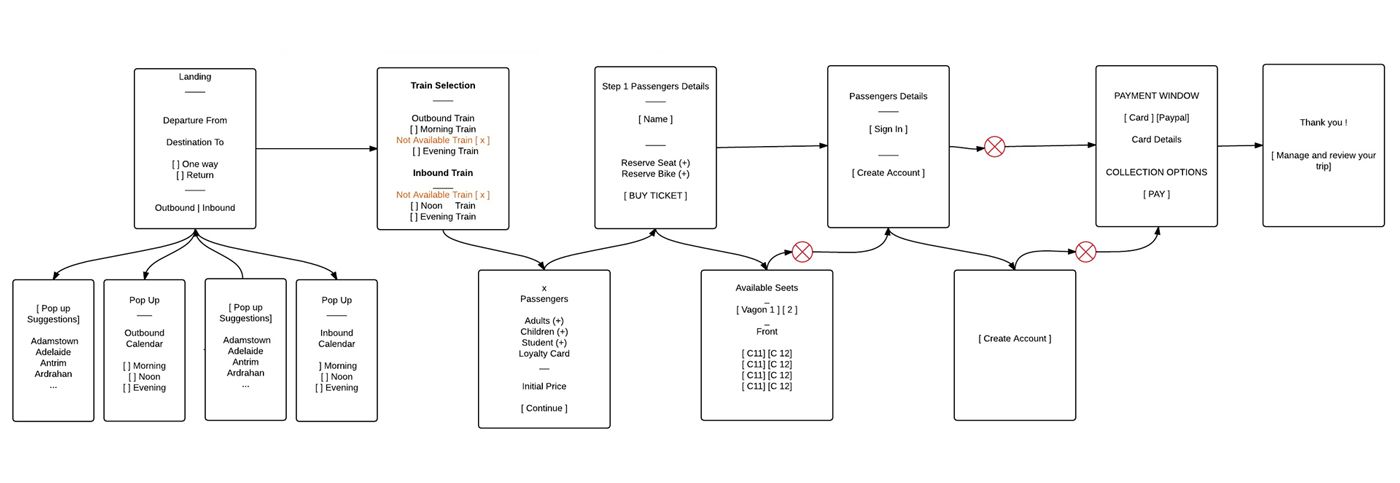 Landing
Departure From
Destination To
[ ] One way
[ ] Return
Outbound | Inbound
Train Selection
Outbound Train
[ ] Morning Train
Not Available Train [ x ]
[ ] Evening Train
Inbound Train
Not Available Train [ x ]
[ ] Noon Train
[ ] Evening Train
Step 1 Passengers Details
[ Name ]
Reserve Seat (+)
Reserve Bike (+)
[ BUY TICKET ]
Passengers Details
[ Sign In ]
[ Create Account ]
PAYMENT WINDOW
[ Card ] [Paypal]
Card Details
COLLECTION OPTIONS
[ PAY ]
Thank you !
[ Manage and review your
trip]
[ Pop up
Suggestions]
Adamstown
Adelaide
Antrim
Ardrahan
...
Pop Up
Outbound
Calendar
[ ] Morning
[ ] Noon
[ ] Evening
[ Pop up
Suggestions]
Adamstown
Adelaide
Antrim
Ardrahan
...
Pop Up
Inbound
Calendar
] Morning
[ ] Noon
[ ] Evening
x
Passengers
Adults (+)
Children (+)
Student (+)
Loyalty Card
Initial Price
[ Continue ]
Available Seets
[ Vagon 1 ] [ 2 ]
Front
[ C11] [C 12]
[ C11] [C 12]
[ C11] [C 12]
[ C11] [C 12]
[ Create Account ]